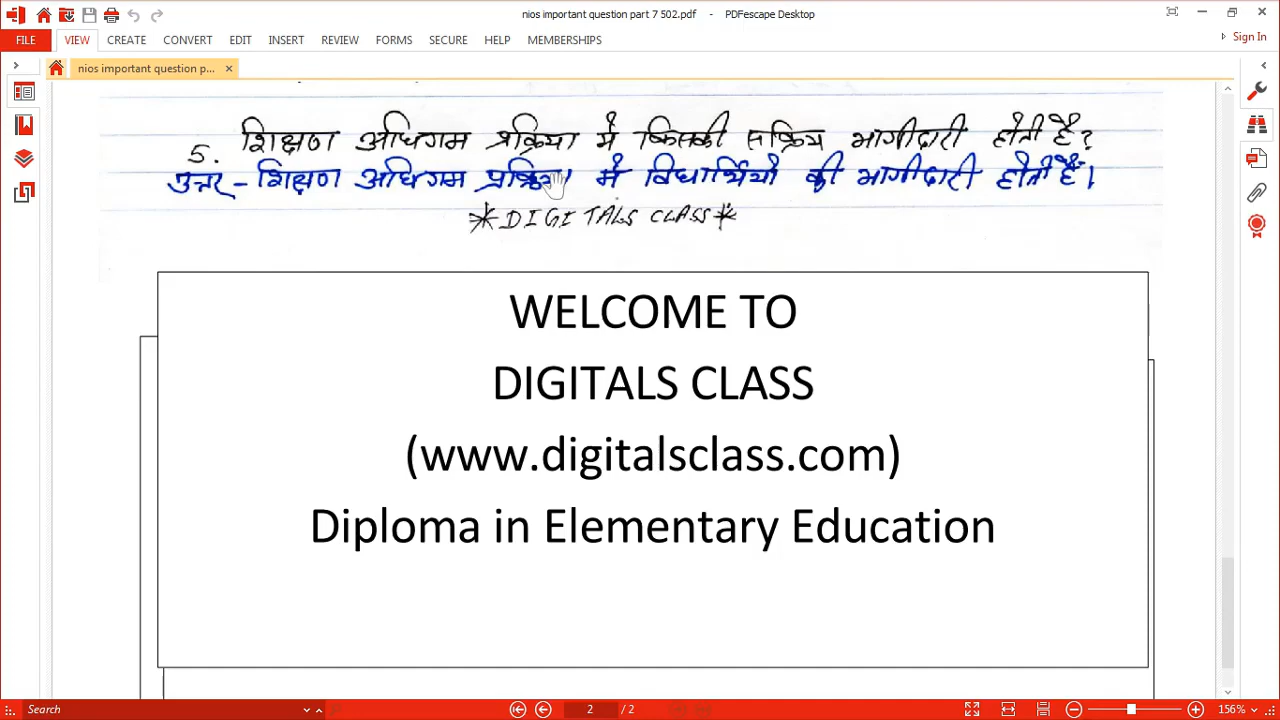 nios important question part 7 502.pdf - PDFescape Desktop
FILE VIEW CREATE CONVERT EDIT INSERT REVIEW FORMS SECURE HELP MEMBERSHIPS Sign In
nios important question p... ×
5. शिक्षण अधिगम प्रक्रिया में किसकी सक्रिय भागीदारी होती है?
उत्तर - शिक्षण अधिगम प्रक्रिया में विद्यार्थियों की भागीदारी होती है।
*DIGITALS CLASS*
WELCOME TO
DIGITALS CLASS
(www.digitalsclass.com)
Diploma in Elementary Education
Search 2 / 2 156%